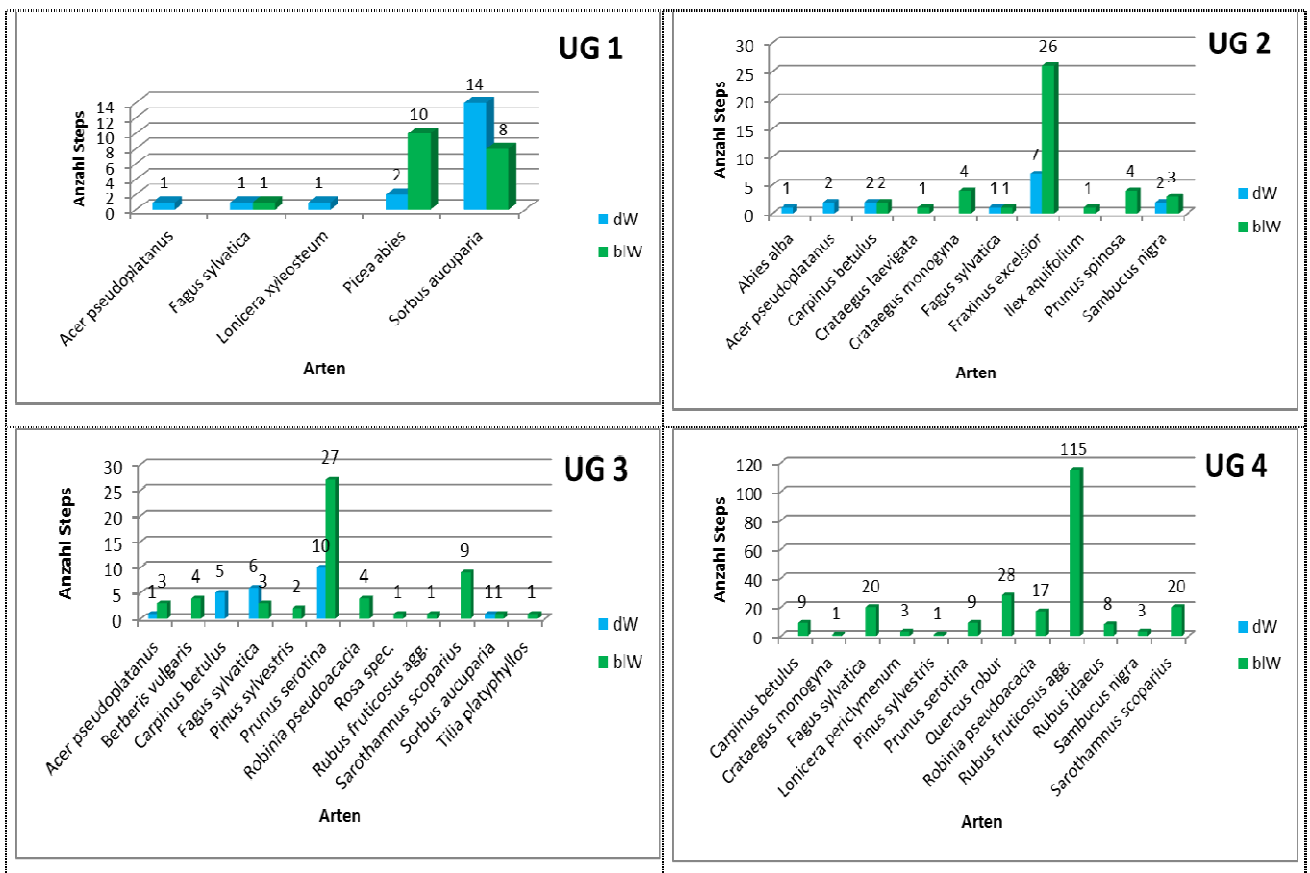 UG 1
Anzahl Steps
14
12
10
8
6
4
2
0
1
1
1
1
2
10
14
8
Acer pseudoplatanus
Fagus sylvatica
Lonicera xyleosteum
Picea abies
Sorbus aucuparia
Arten
dW
blW
UG 2
Anzahl Steps
30
25
20
15
10
5
0
1
2
2 2
1
4
1 1
7
26
1
4
2 3
Abies alba
Acer pseudoplatanus
Carpinus betulus
Crataegus laevigata
Crataegus monogyna
Fagus sylvatica
Fraxinus excelsior
Ilex aquifolium
Prunus spinosa
Sambucus nigra
Arten
dW
blW
UG 3
Anzahl Steps
30
25
20
15
10
5
0
1 3
4
5
6 3
2
10
27
4
1
1
9
1 1
1
Acer pseudoplatanus
Berberis vulgaris
Carpinus betulus
Fagus sylvatica
Pinus sylvestris
Prunus serotina
Robinia pseudoacacia
Rosa spec.
Rubus fruticosus agg.
Sarothamnus scoparius
Sorbus aucuparia
Tilia platyphyllos
Arten
dW
blW
UG 4
Anzahl Steps
120
100
80
60
40
20
0
9
1
20
3
1
9
28
17
115
8
3
20
Carpinus betulus
Crataegus monogyna
Fagus sylvatica
Lonicera periclymenum
Pinus sylvestris
Prunus serotina
Quercus robur
Robinia pseudoacacia
Rubus fruticosus agg.
Rubus idaeus
Sambucus nigra
Sarothamnus scoparius
Arten
dW
blW